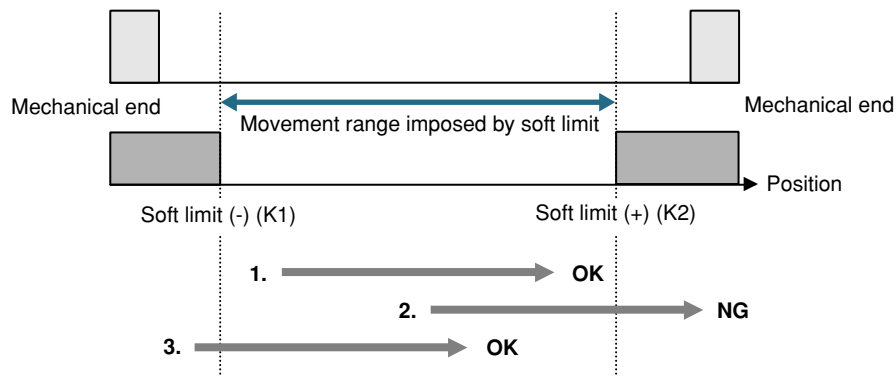 Mechanical end
Mechanical end
Movement range imposed by soft limit
Position
Soft limit (-) (K1)
Soft limit (+) (K2)
1.
OK
2.
NG
3.
OK